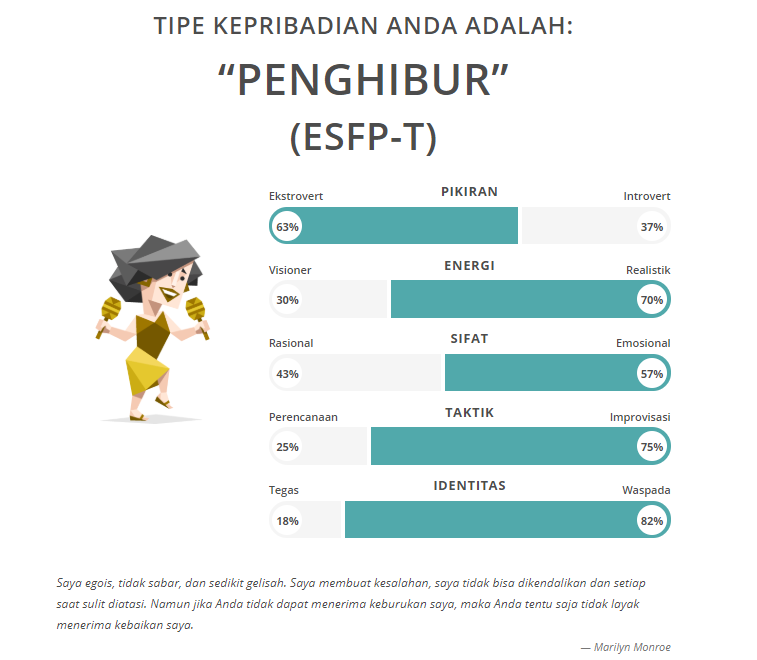 TIPE KEPRIBADIAN ANDA ADALAH:
“PENGHIBUR”
(ESFP-T)
PIKIRAN
Ekstrovert Introvert
63% 37%
ENERGI
Visioner Realistik
30% 70%
SIFAT
Rasional Emosional
43% 57%
TAKTIK
Perencanaan Improvisasi
25% 75%
IDENTITAS
Tegas Waspada
18% 82%
Saya egois, tidak sabar, dan sedikit gelisah. Saya membuat kesalahan, saya tidak bisa dikendalikan dan setiap
saat sulit diatasi. Namun jika Anda tidak dapat menerima keburukan saya, maka Anda tentu saja tidak layak
menerima kebaikan saya.
— Marilyn Monroe